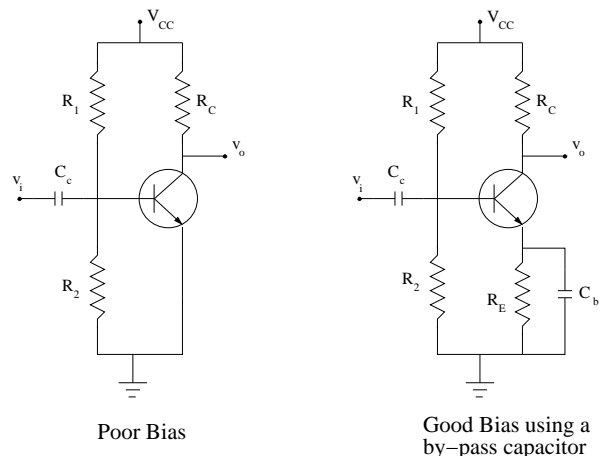 V_CC
R_1
R_C
v_o
v_i
C_c
R_2
Poor Bias
V_CC
R_1
R_C
v_o
v_i
C_c
R_2
R_E
C_b
Good Bias using a
by−pass capacitor